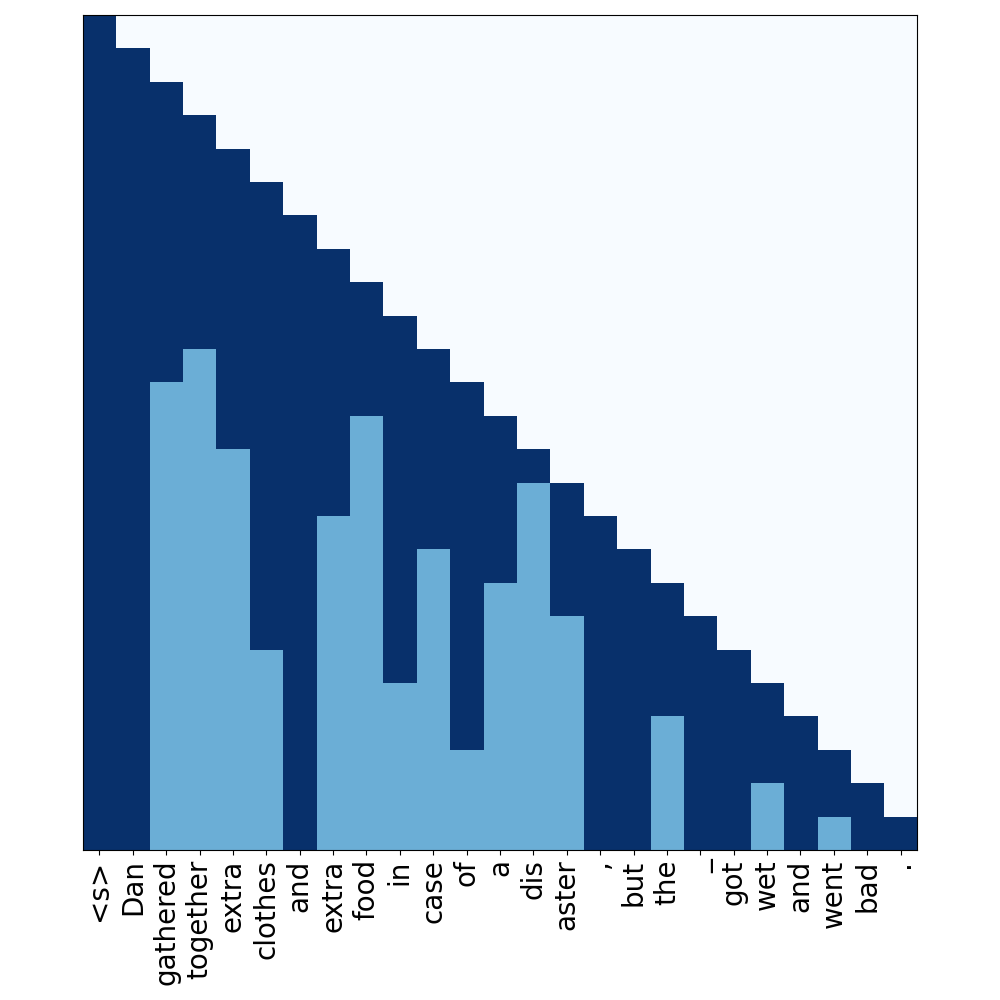 <s>
Dan
gathered
together
extra
clothes
and
extra
food
in
case
of
a
dis
aster
,
but
the
_
got
wet
and
went
bad
.